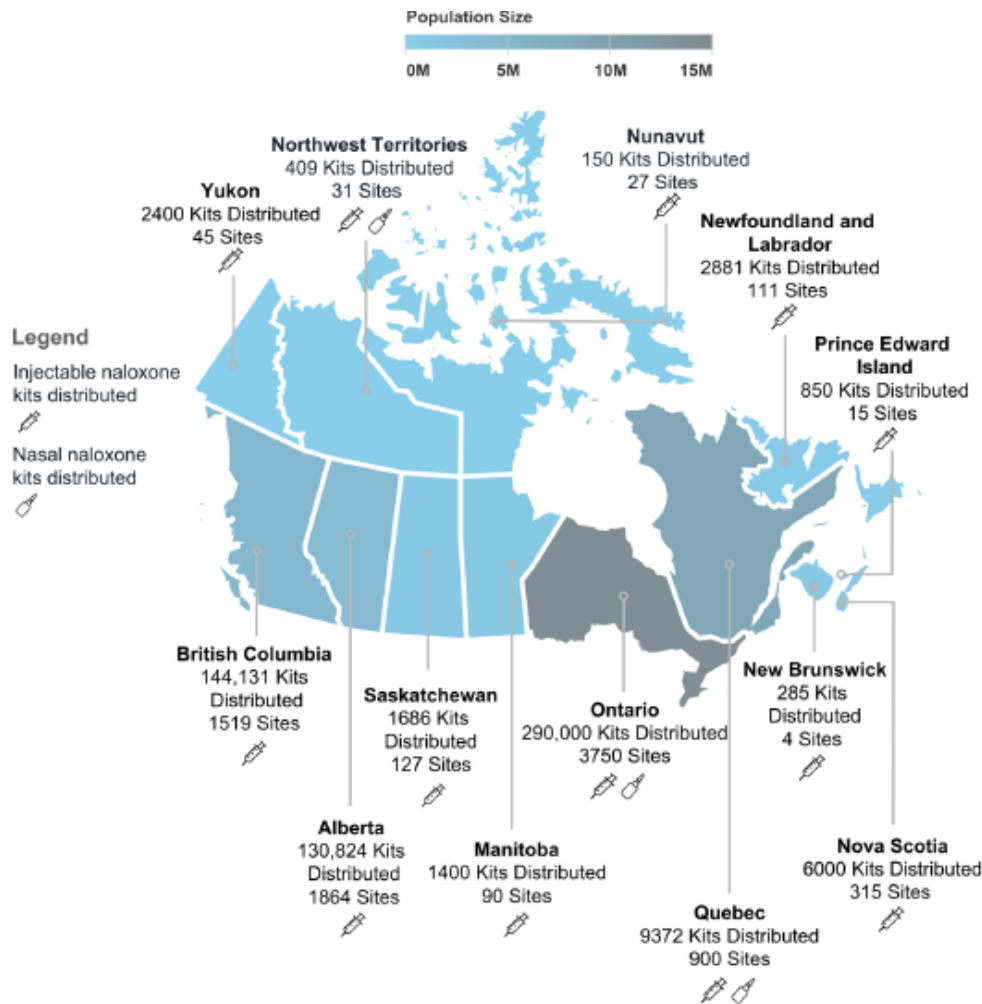 Population Size
0M 5M 10M 15M
Northwest Territories
409 Kits Distributed
31 Sites
Nunavut
150 Kits Distributed
27 Sites
Yukon
2400 Kits Distributed
45 Sites
Newfoundland and
Labrador
2881 Kits Distributed
111 Sites
Legend
Injectable naloxone
kits distributed
Nasal naloxone
kits distributed
Prince Edward
Island
850 Kits Distributed
15 Sites
British Columbia
144,131 Kits
Distributed
1519 Sites
Saskatchewan
1686 Kits
Distributed
127 Sites
Ontario
290,000 Kits Distributed
3750 Sites
New Brunswick
285 Kits
Distributed
4 Sites
Alberta
130,824 Kits
Distributed
1864 Sites
Manitoba
1400 Kits Distributed
90 Sites
Quebec
9372 Kits Distributed
900 Sites
Nova Scotia
6000 Kits Distributed
315 Sites